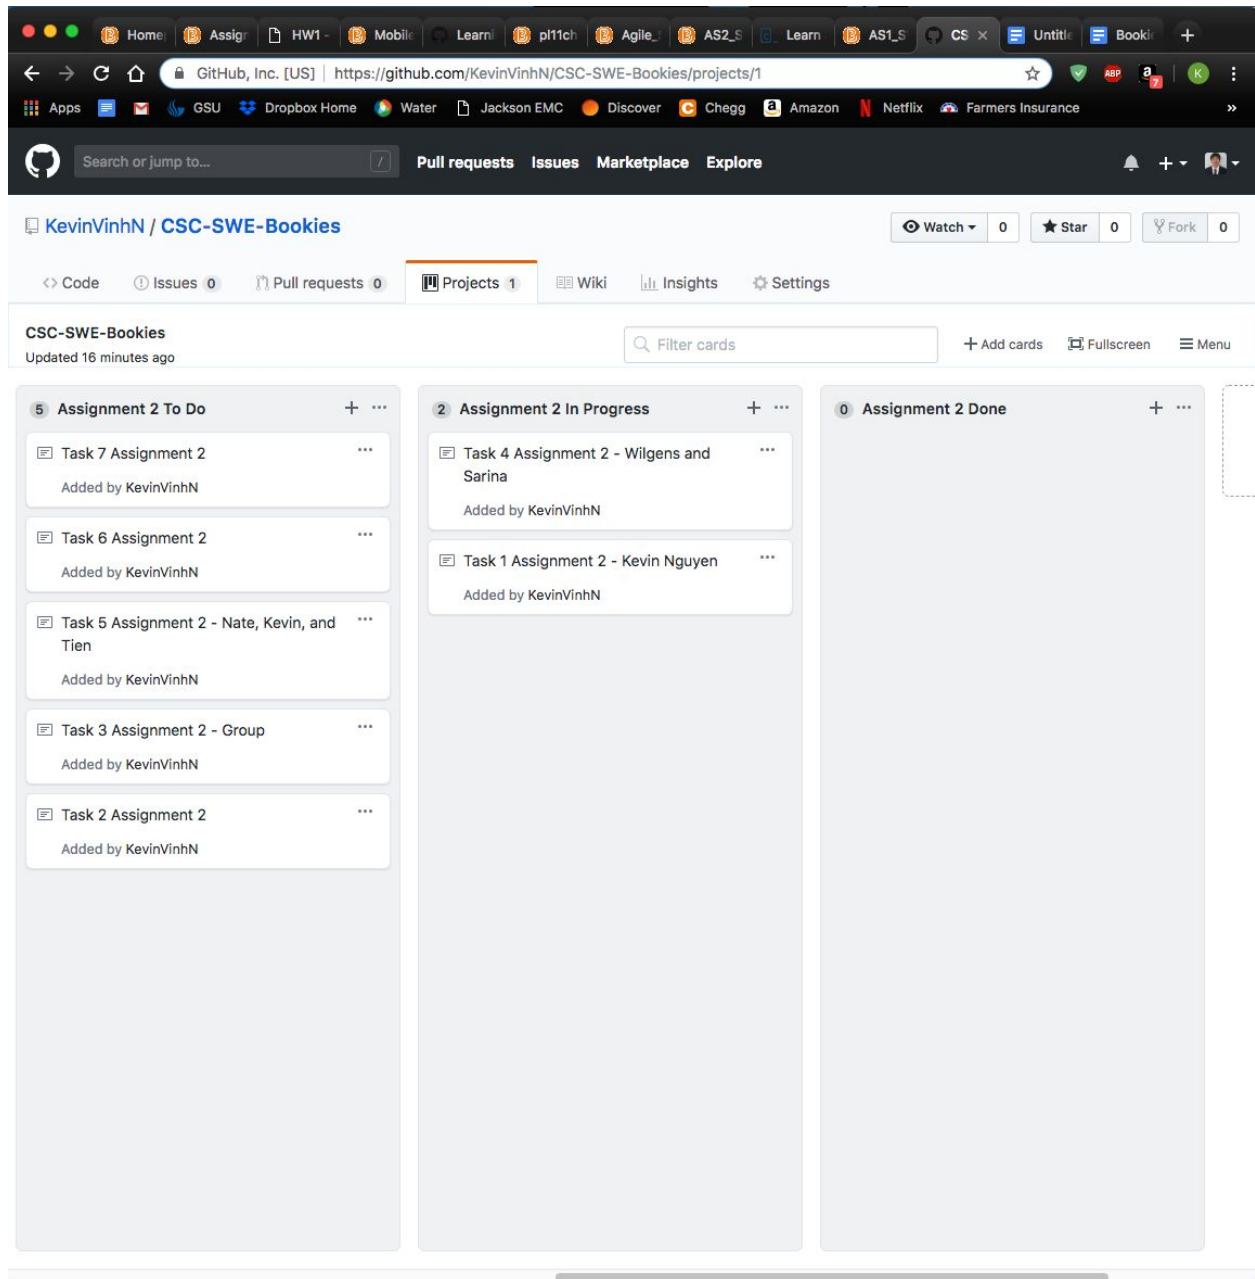 Home
Assign
HW1 -
Mobile
Learni
pl11ch
Agile_
AS2_S
Learn
AS1_S
CS
Untitle
Bookie
GitHub, Inc. [US] https://github.com/KevinVinhN/CSC-SWE-Bookies/projects/1
ABP
7
K
Apps GSU Dropbox Home Water Jackson EMC Discover Chegg Amazon Netflix Farmers Insurance »
Search or jump to... / Pull requests Issues Marketplace Explore
KevinVinhN / CSC-SWE-Bookies Watch 0 Star 0 Fork 0
Code Issues 0 Pull requests 0 Projects 1 Wiki Insights Settings
CSC-SWE-Bookies
Updated 16 minutes ago
Filter cards
+ Add cards Fullscreen Menu
5 Assignment 2 To Do + ...
Task 7 Assignment 2 ...
Added by KevinVinhN
Task 6 Assignment 2 ...
Added by KevinVinhN
Task 5 Assignment 2 - Nate, Kevin, and ...
Tien
Added by KevinVinhN
Task 3 Assignment 2 - Group ...
Added by KevinVinhN
Task 2 Assignment 2 ...
Added by KevinVinhN
2 Assignment 2 In Progress + ...
Task 4 Assignment 2 - Wilgens and ...
Sarina
Added by KevinVinhN
Task 1 Assignment 2 - Kevin Nguyen ...
Added by KevinVinhN
0 Assignment 2 Done + ...